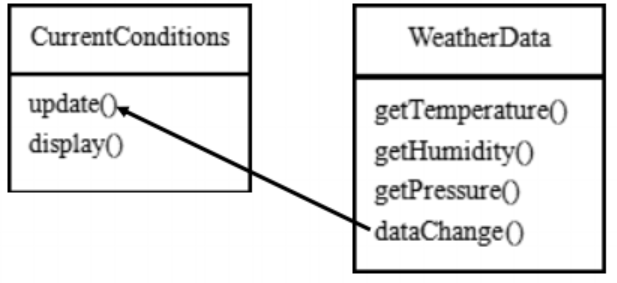 CurrentConditions
update()
display()
WeatherData
getTemperature()
getHumidity()
getPressure()
dataChange()